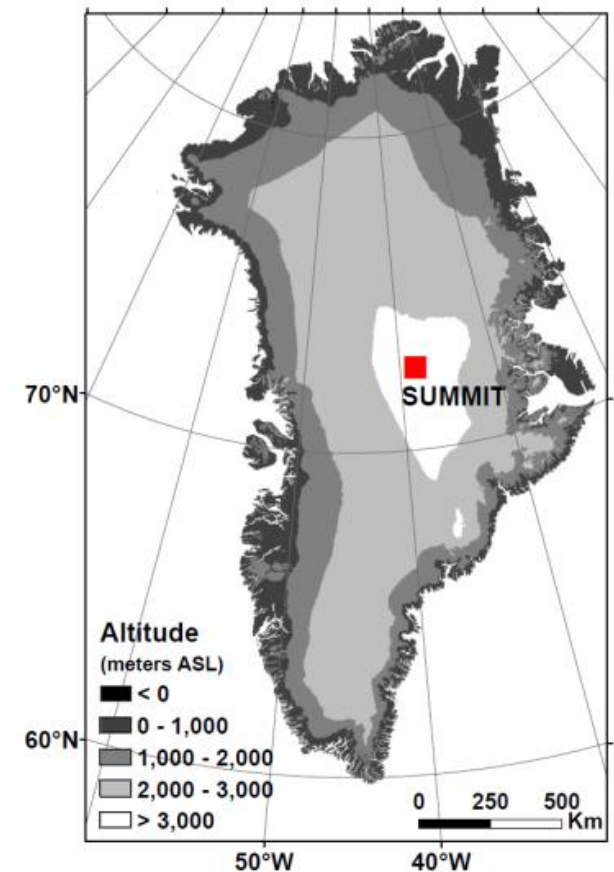 70°N
SUMMIT
Altitude
(meters ASL)
< 0
0 - 1,000
1,000 - 2,000
2,000 - 3,000
> 3,000
60°N
0 250 500
Km
50°W 40°W